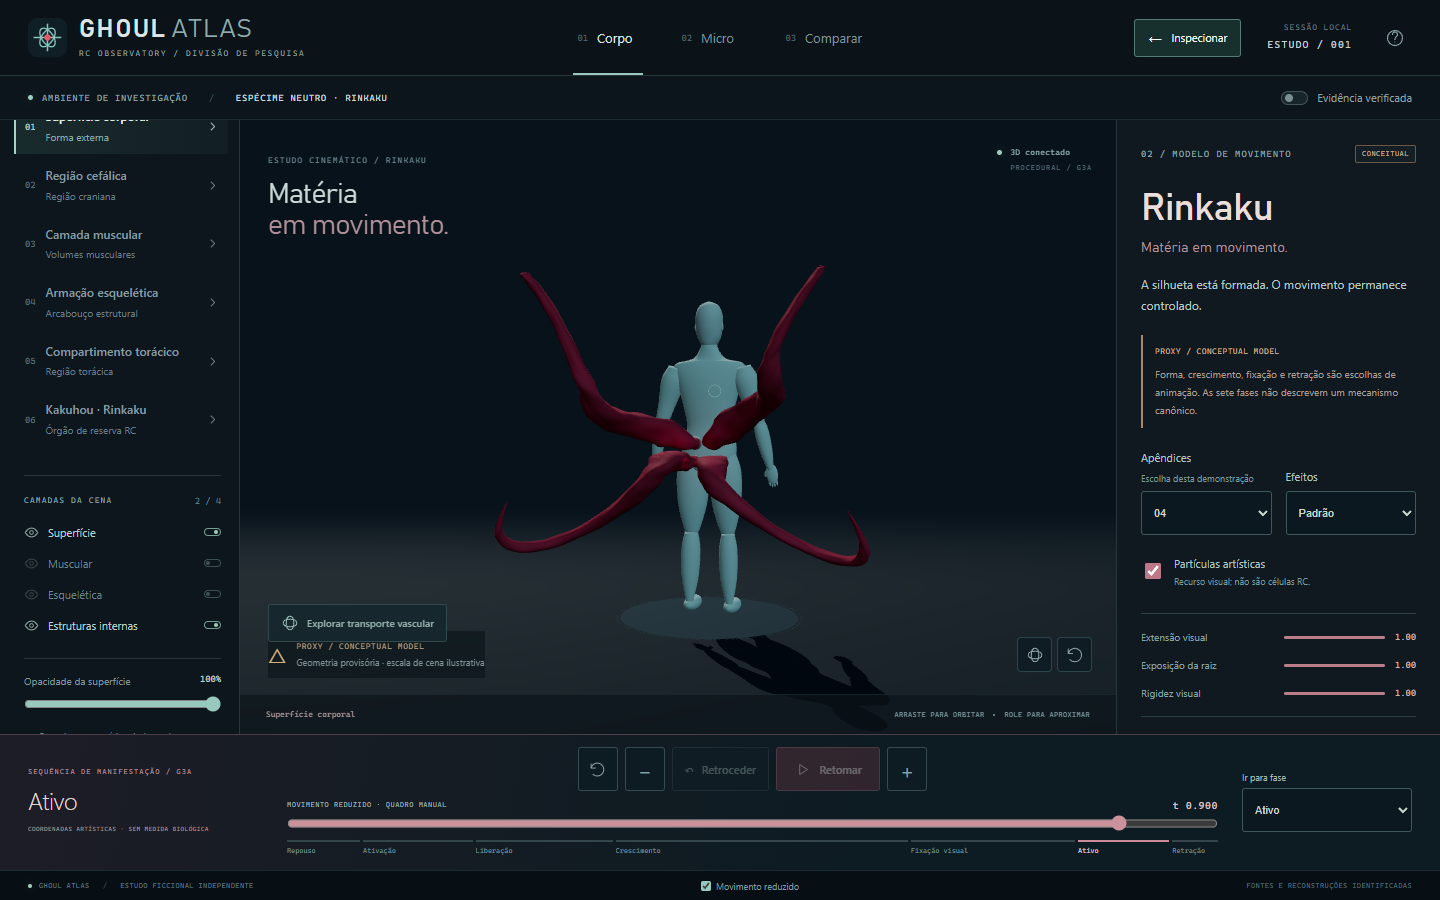 GHOUL ATLAS
RC OBSERVATORY / DIVISÃO DE PESQUISA
01 Corpo
02 Micro
03 Comparar
← Inspecionar
SESSÃO LOCAL
ESTUDO / 001
?
AMBIENTE DE INVESTIGAÇÃO / ESPÉCIME NEUTRO · RINKAKU
Evidência verificada
01
Forma externa
02 Região cefálica
Região craniana
03 Camada muscular
Volumes musculares
04 Armação esquelética
Arcabouço estrutural
05 Compartimento torácico
Região torácica
06 Kakuhou · Rinkaku
Órgão de reserva RC
CAMADAS DA CENA 2 / 4
Superfície
Muscular
Esquelética
Estruturas internas
Opacidade da superfície 100%
ESTUDO CINEMÁTICO / RINKAKU
Matéria
em movimento.
3D conectado
PROCEDURAL / G3A
Explorar transporte vascular
PROXY / CONCEPTUAL MODEL
Geometria provisória · escala de cena ilustrativa
Superfície corporal
ARRASTE PARA ORBITAR • ROLE PARA APROXIMAR
02 / MODELO DE MOVIMENTO
CONCEITUAL
Rinkaku
Matéria em movimento.
A silhueta está formada. O movimento permanece
controlado.
PROXY / CONCEPTUAL MODEL
Forma, crescimento, fixação e retração são escolhas de
animação. As sete fases não descrevem um mecanismo
canônico.
Apêndices
Escolha desta demonstração
04
Efeitos
Padrão
Partículas artísticas
Recurso visual; não são células RC.
Extensão visual 1.00
Exposição da raiz 1.00
Rigidez visual 1.00
SEQUÊNCIA DE MANIFESTAÇÃO / G3A
Ativo
COORDENADAS ARTÍSTICAS · SEM MEDIDA BIOLÓGICA
−
Retroceder
Retomar
+
MOVIMENTO REDUZIDO · QUADRO MANUAL
t 0.900
Repouso
Ativação
Liberação
Crescimento
Fixação visual
Ativo
Retração
Ir para fase
Ativo
GHOUL ATLAS / ESTUDO FICCIONAL INDEPENDENTE
Movimento reduzido
FONTES E RECONSTRUÇÕES IDENTIFICADAS